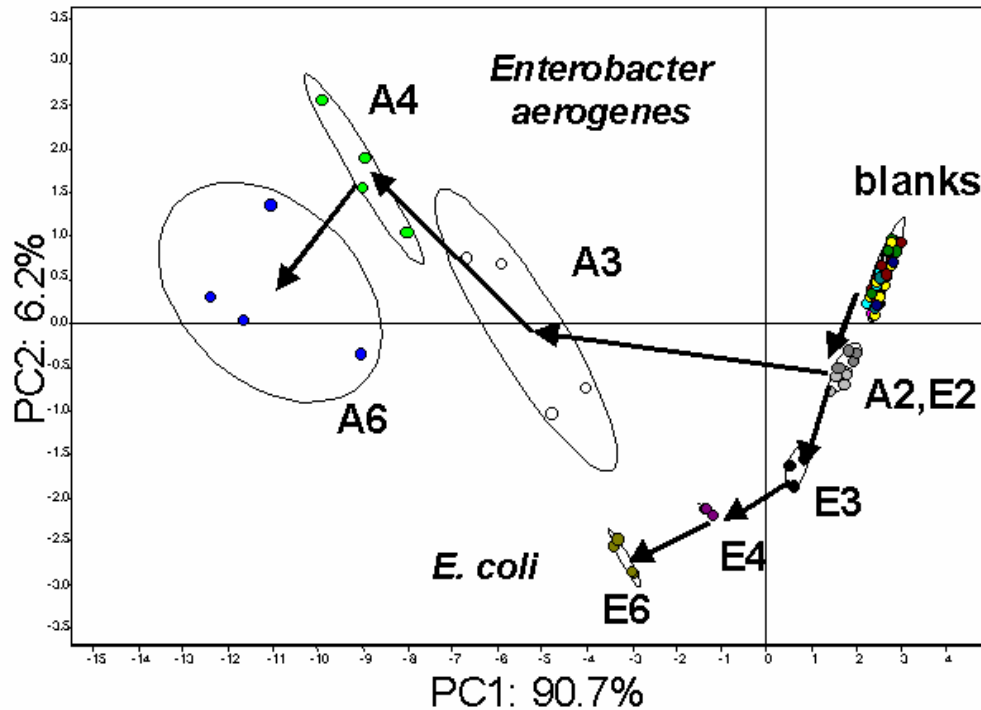 Enterobacter
aerogenes
A4
blanks
A3
A2,E2
A6
E3
E4
E. coli
E6
PC2: 6.2%
3.5
3.0
2.5
2.0
1.5
1.0
0.5
0.0
-0.5
-1.0
-1.5
-2.0
-2.5
-3.0
-3.5
-15 -14 -13 -12 -11 -10 -9 -8 -7 -6 -5 -4 -3 -2 -1 0 1 2 3 4
PC1: 90.7%